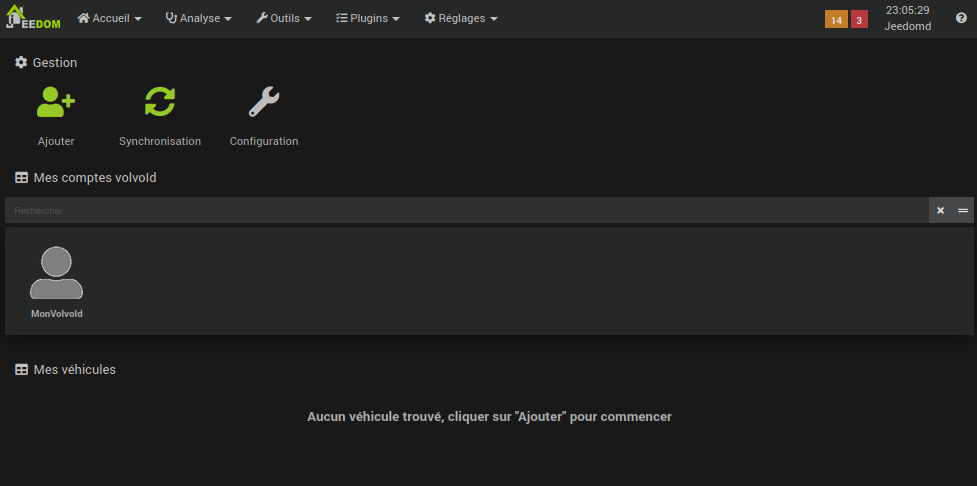 JEEDOM Accueil Analyse Outils Plugins Réglages 14 3 23:05:29
Jeedomd
Gestion
Ajouter Synchronisation Configuration
Mes comptes volvoId
Rechercher
MonVolvoId
Mes véhicules
Aucun véhicule trouvé, cliquer sur "Ajouter" pour commencer